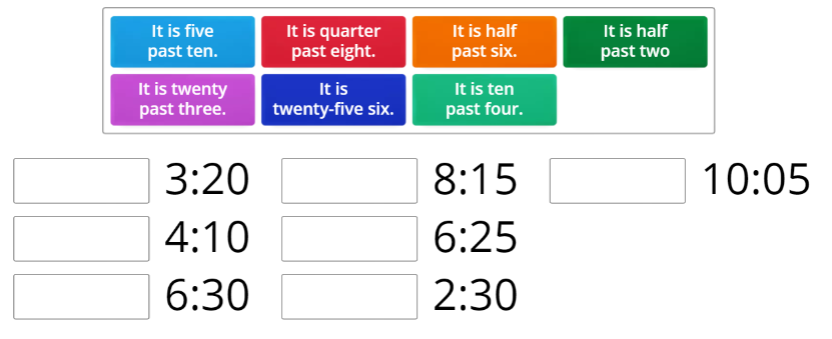 It is five
past ten.
It is quarter
past eight.
It is half
past six.
It is half
past two
It is twenty
past three.
It is
twenty-five six.
It is ten
past four.
3:20
8:15
10:05
4:10
6:25
6:30
2:30